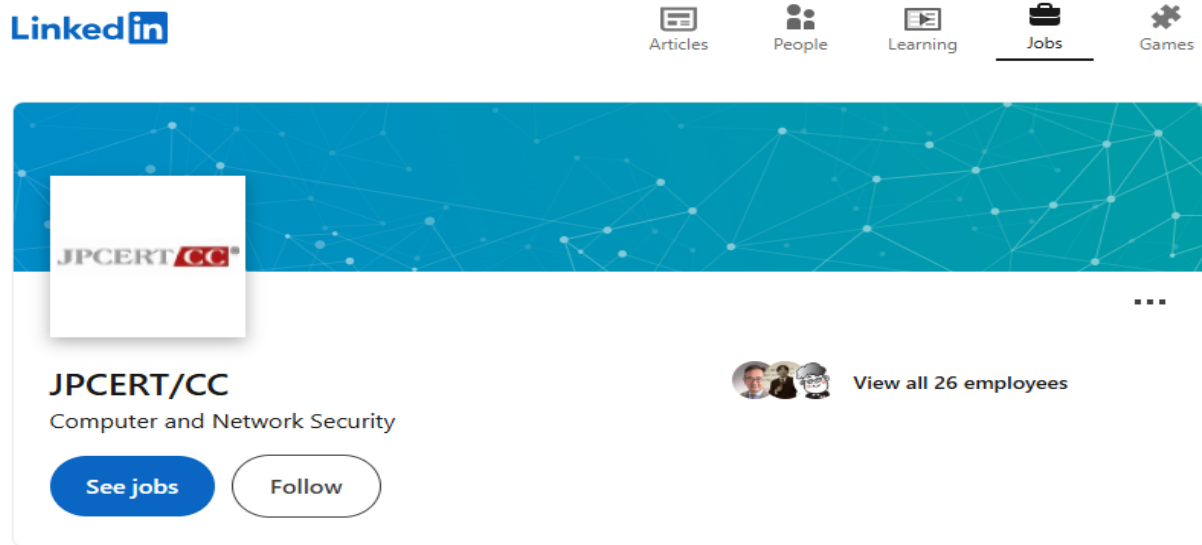 LinkedIn
Articles People Learning Jobs Games
JPCERT/CC®
JPCERT/CC
Computer and Network Security
View all 26 employees
See jobs Follow